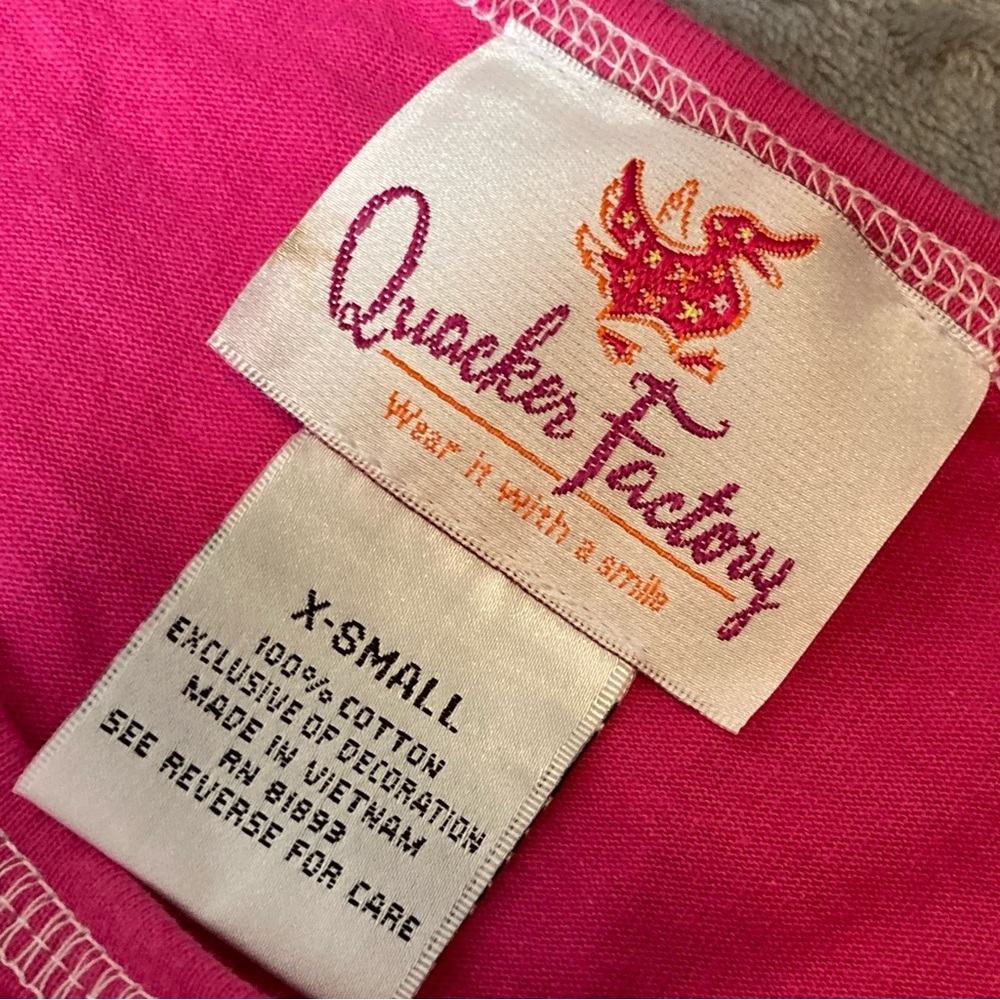 Quacker Factory
Wear it with a smile
X-SMALL
100% COTTON
EXCLUSIVE OF DECORATION
MADE IN VIETNAM
RN 81893
SEE REVERSE FOR CARE